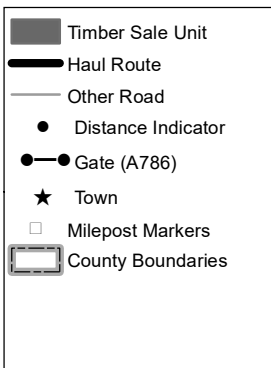 Timber Sale Unit
Haul Route
Other Road
Distance Indicator
Gate (A786)
Town
Milepost Markers
County Boundaries